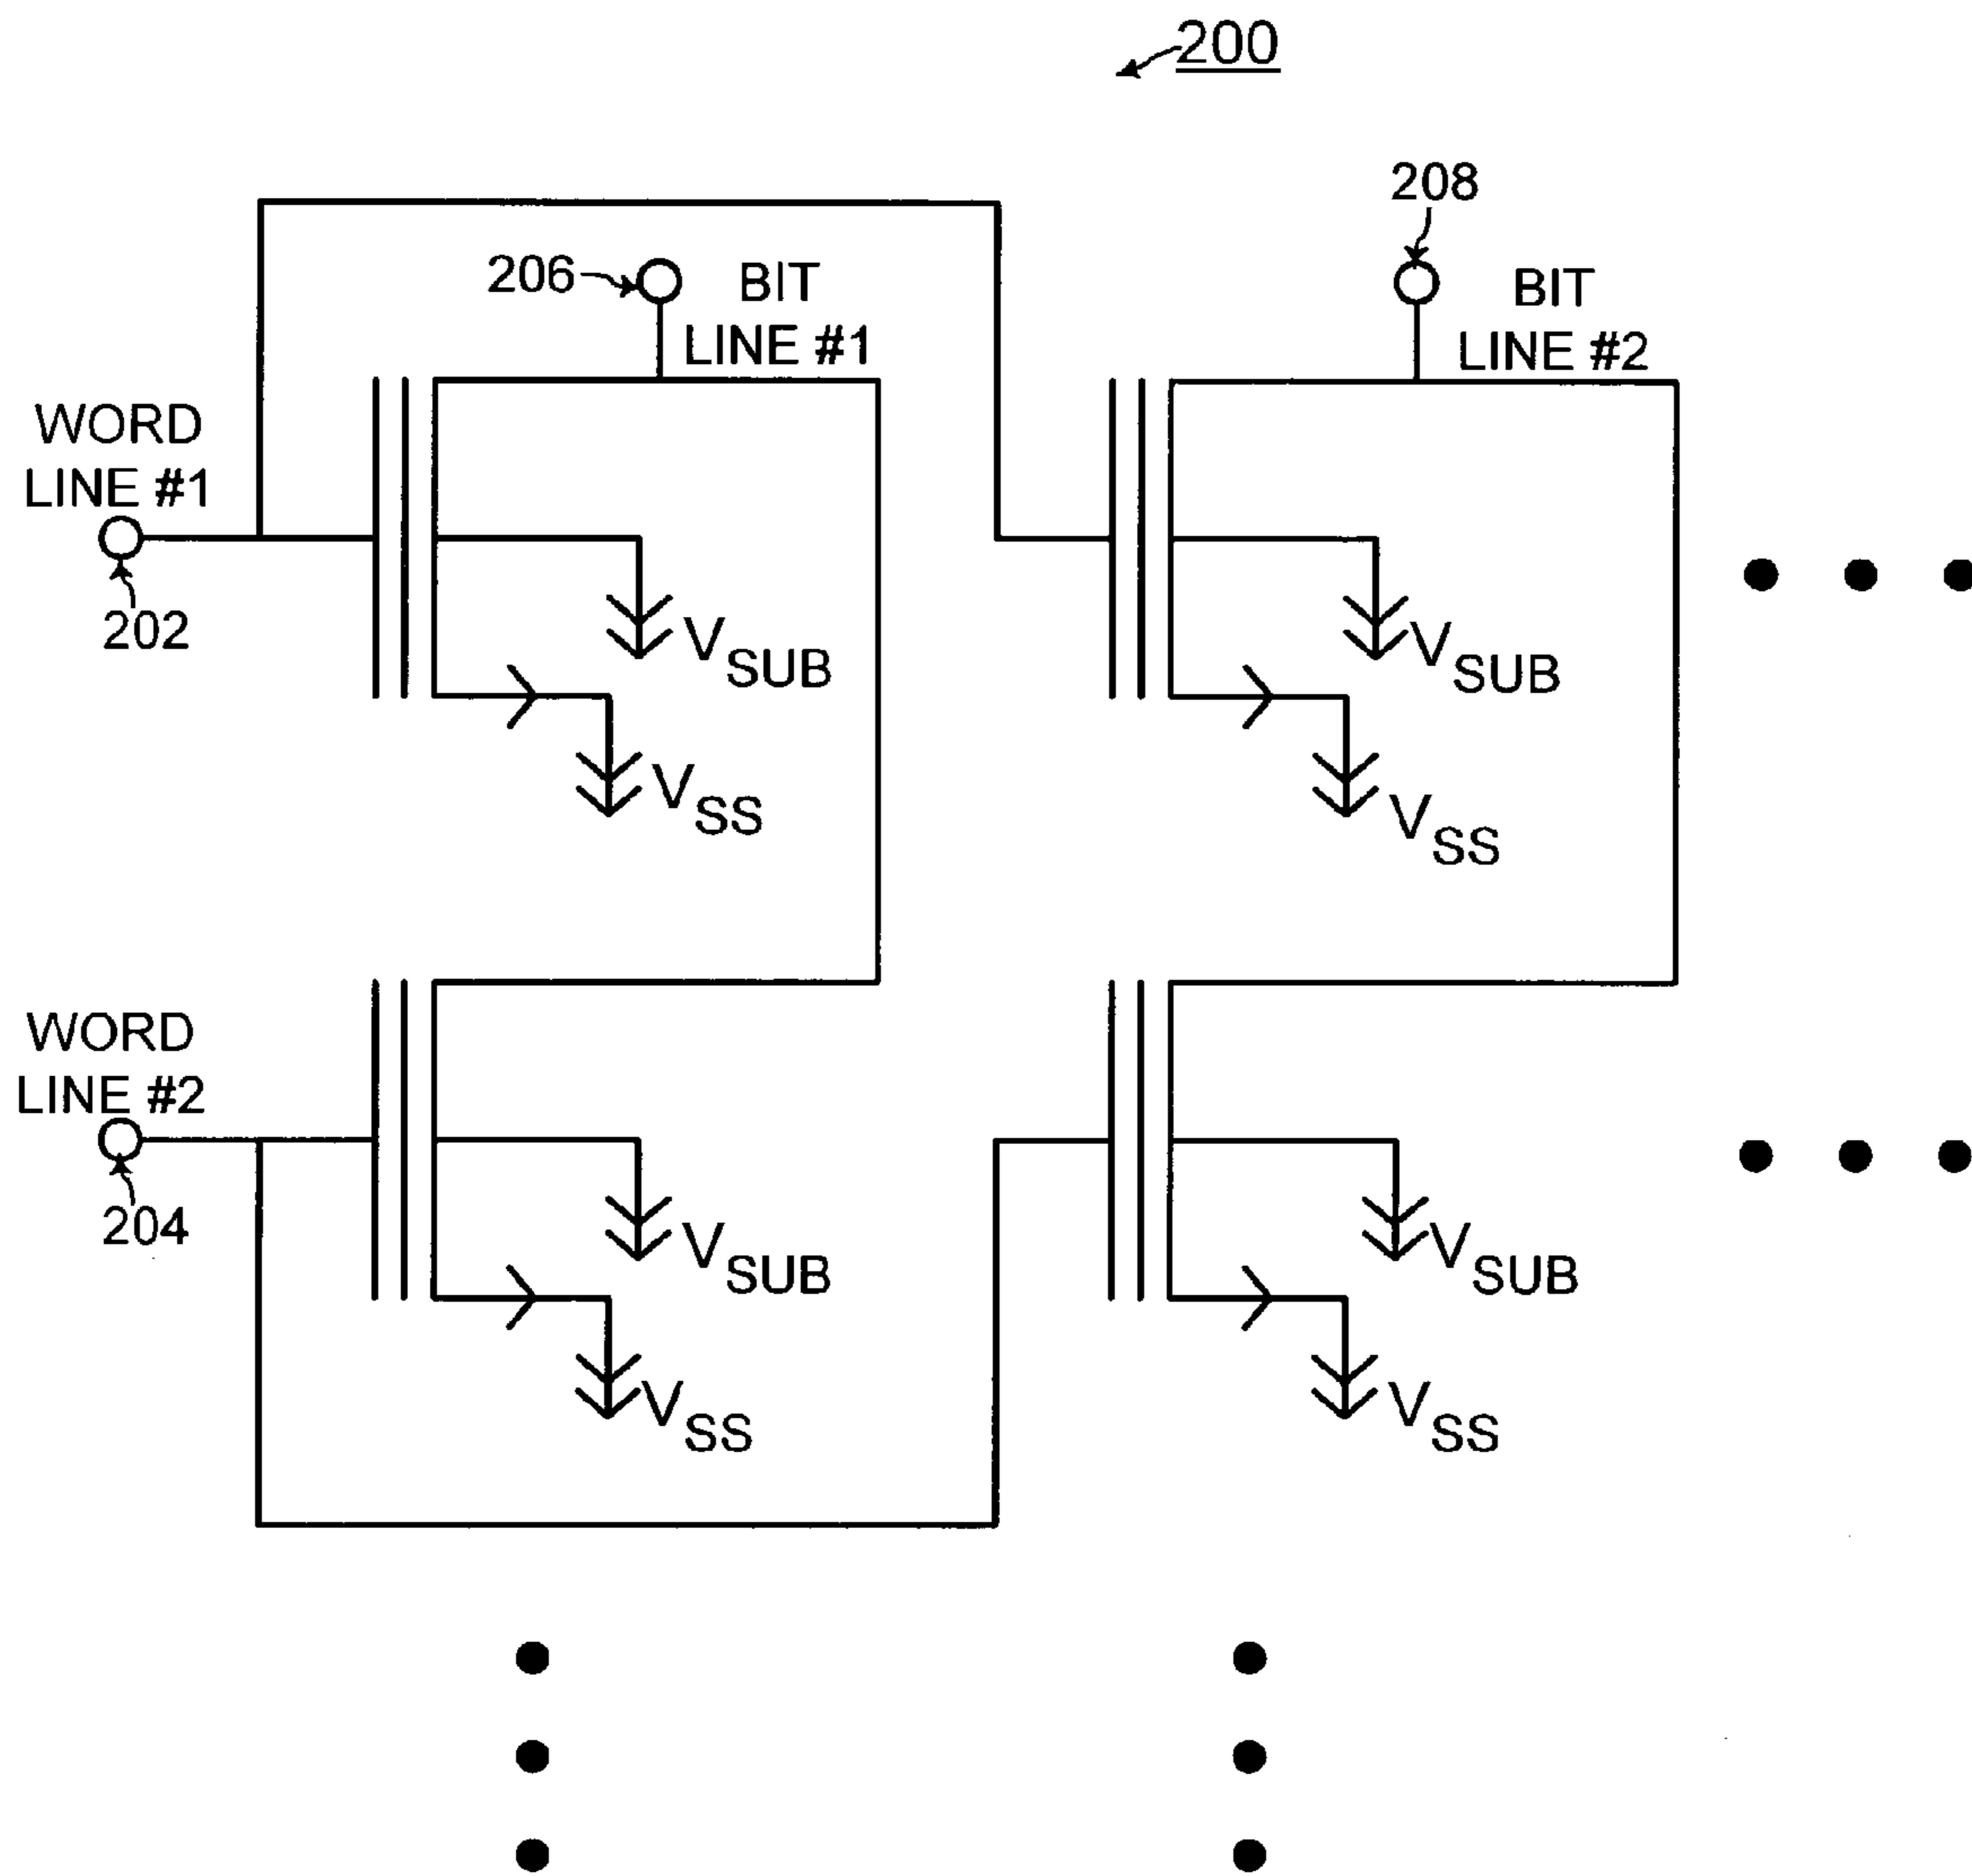 200
208
206
BIT
LINE #1
BIT
LINE #2
WORD
LINE #1
202
VSUB
VSUB
VSS
VSS
WORD
LINE #2
204
VSUB
VSUB
VSS
VSS